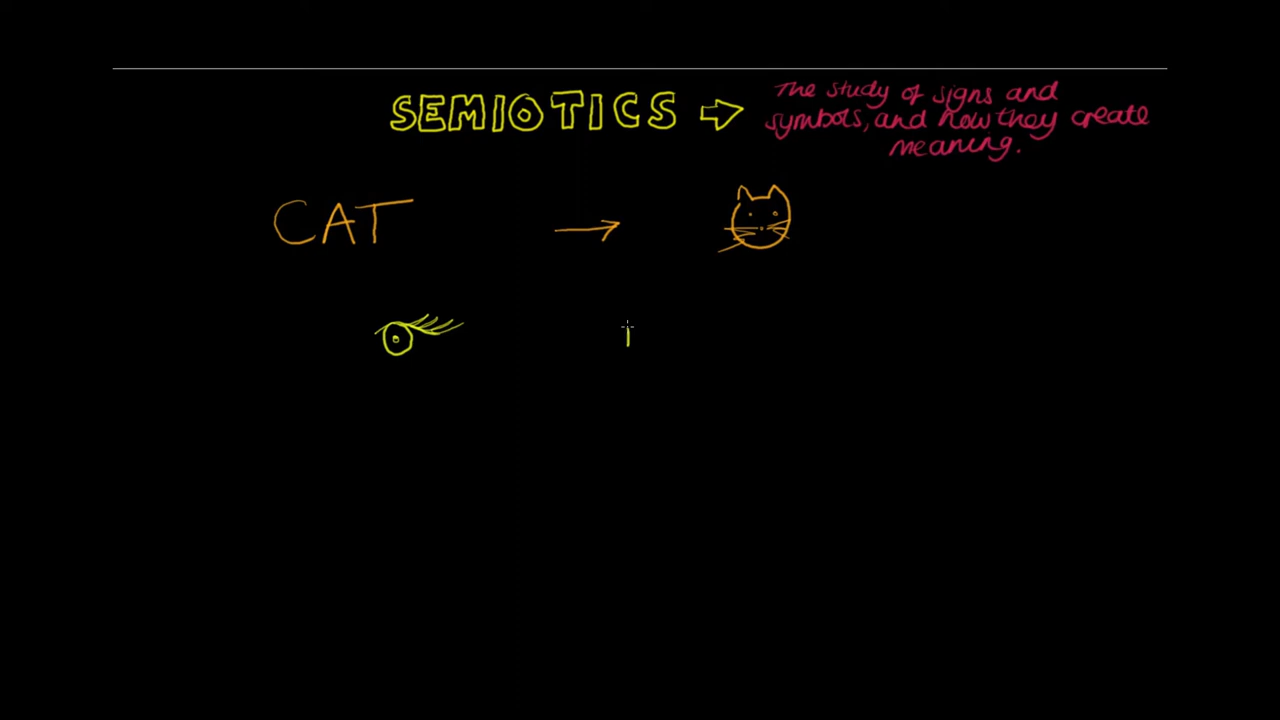 SEMIOTICS
The study of signs and
symbols, and how they create
meaning.
CAT